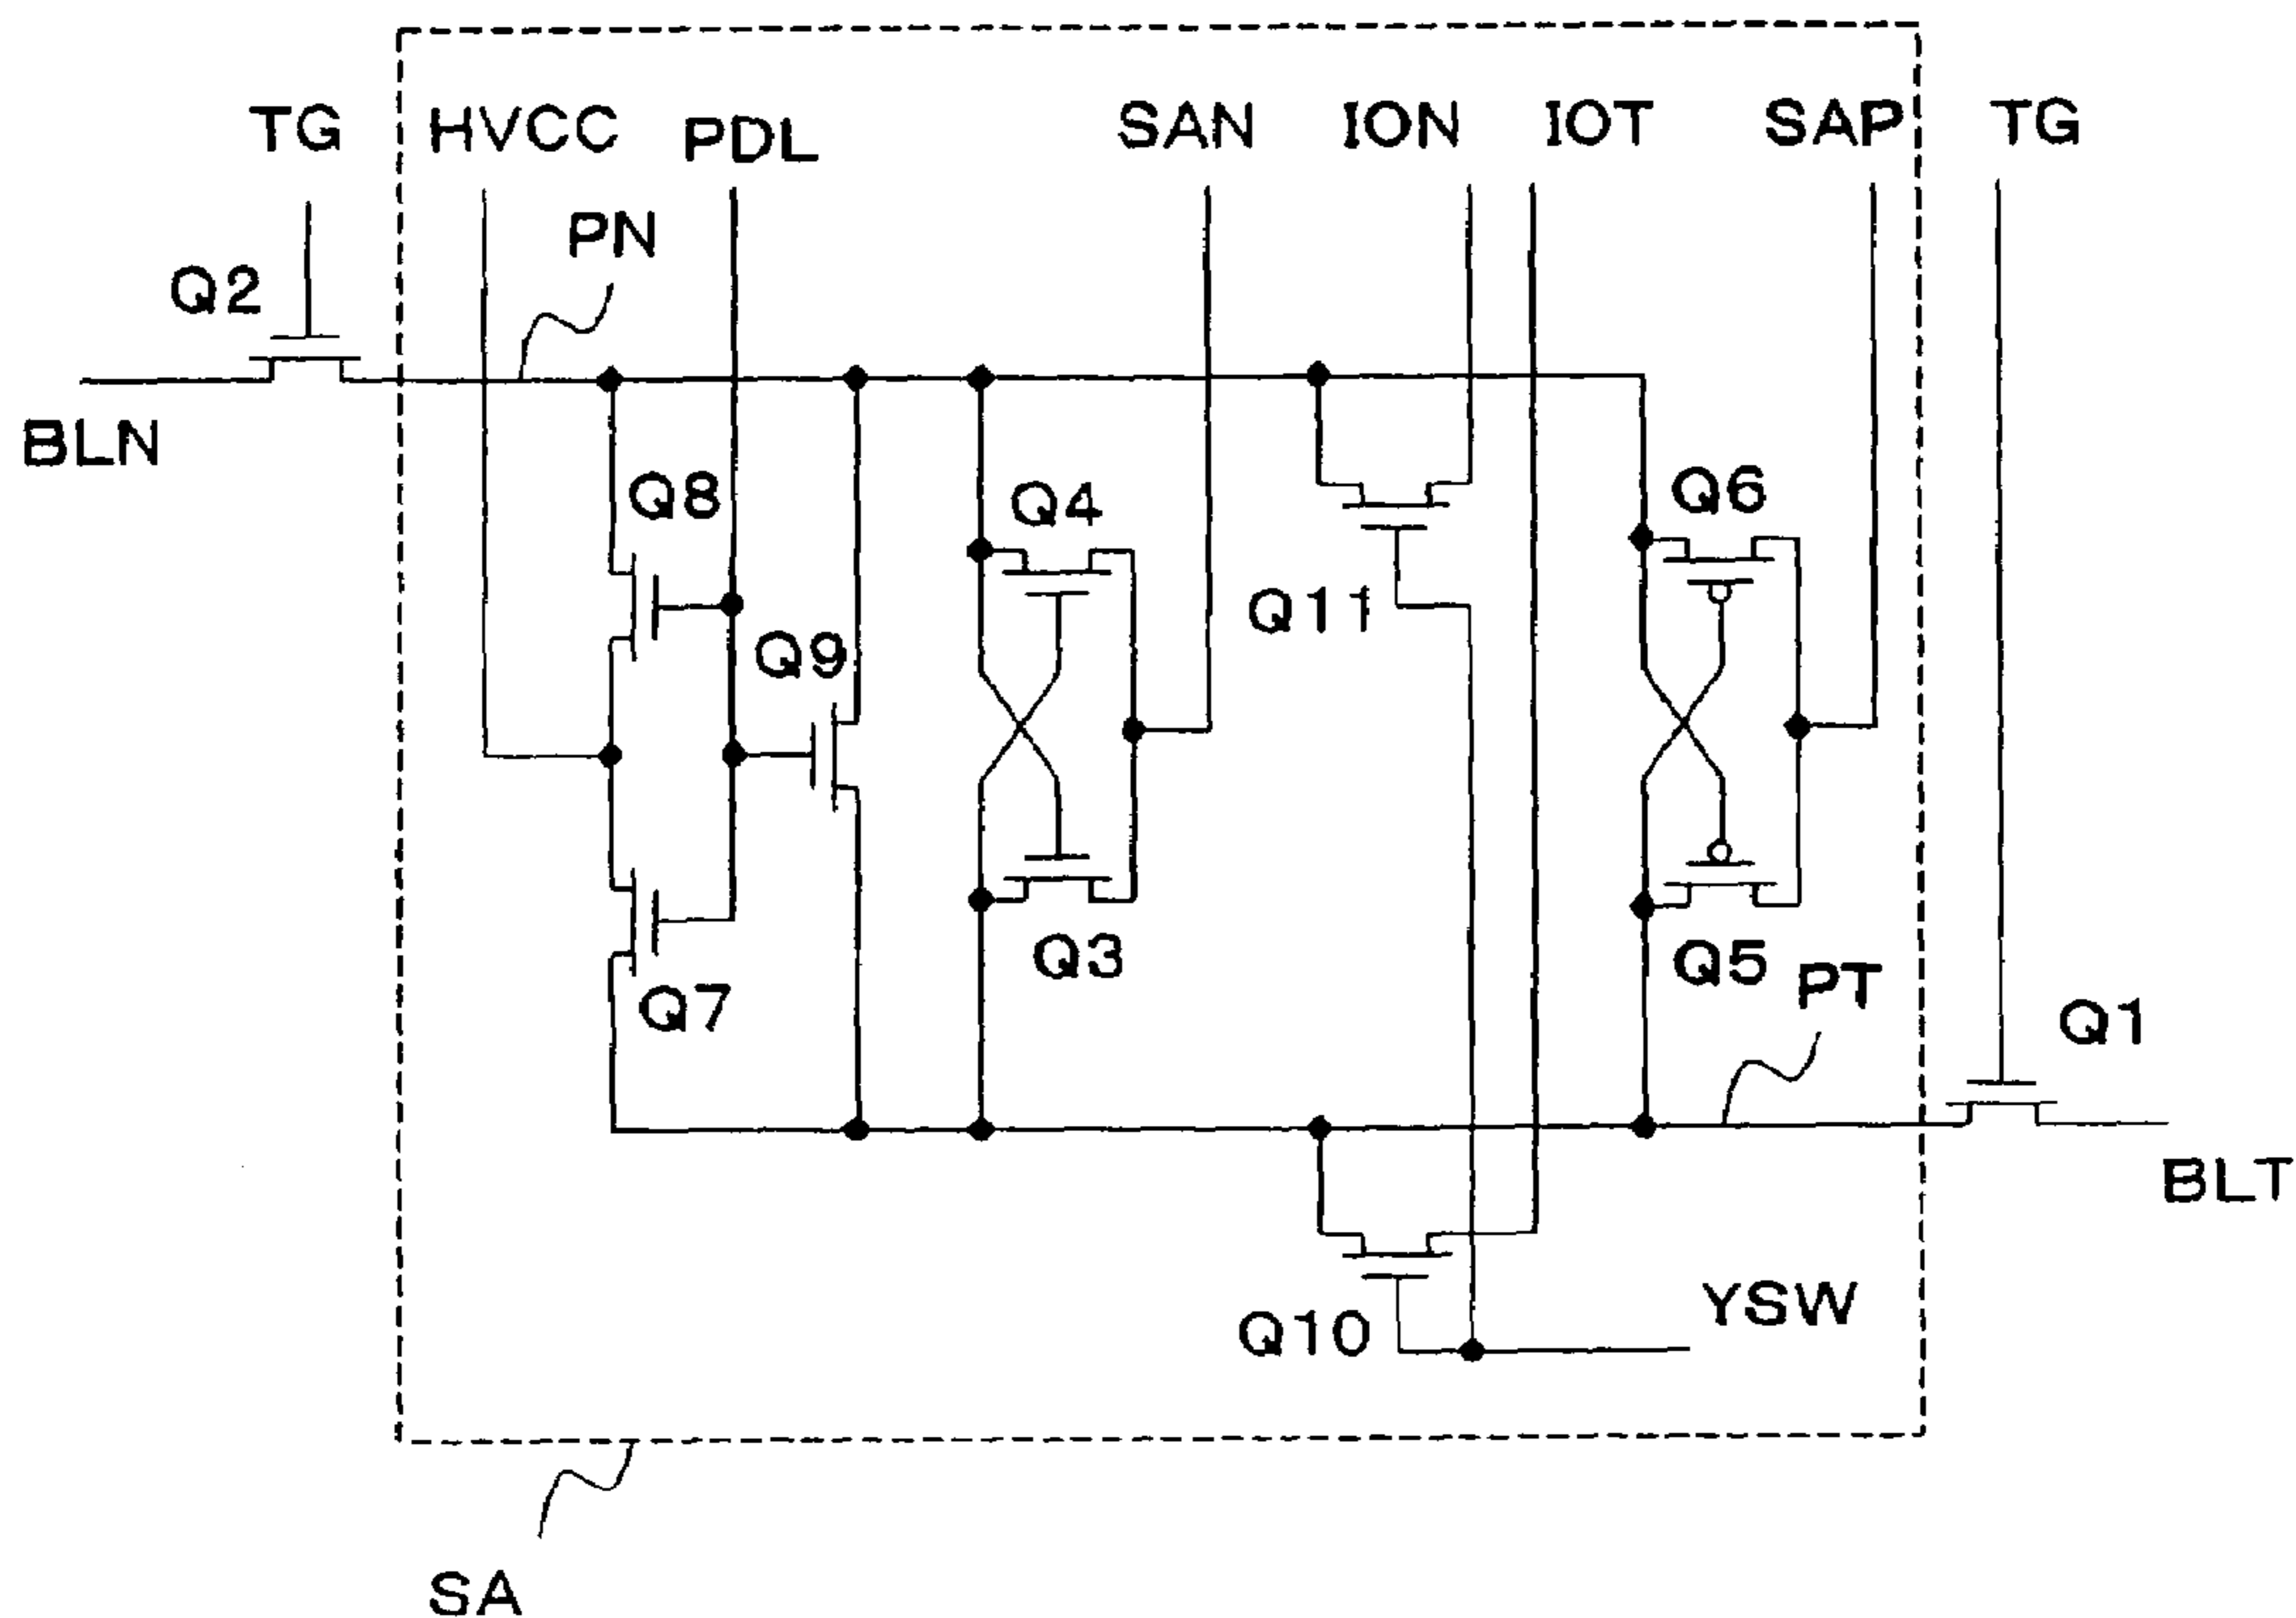 TG
HVCC
PDL
SAN
ION
IOT
SAP
TG
PN
Q2
BLN
Q8
Q4
Q6
Q11
Q9
Q3
Q5
PT
Q7
Q1
BLT
YSW
Q10
SA